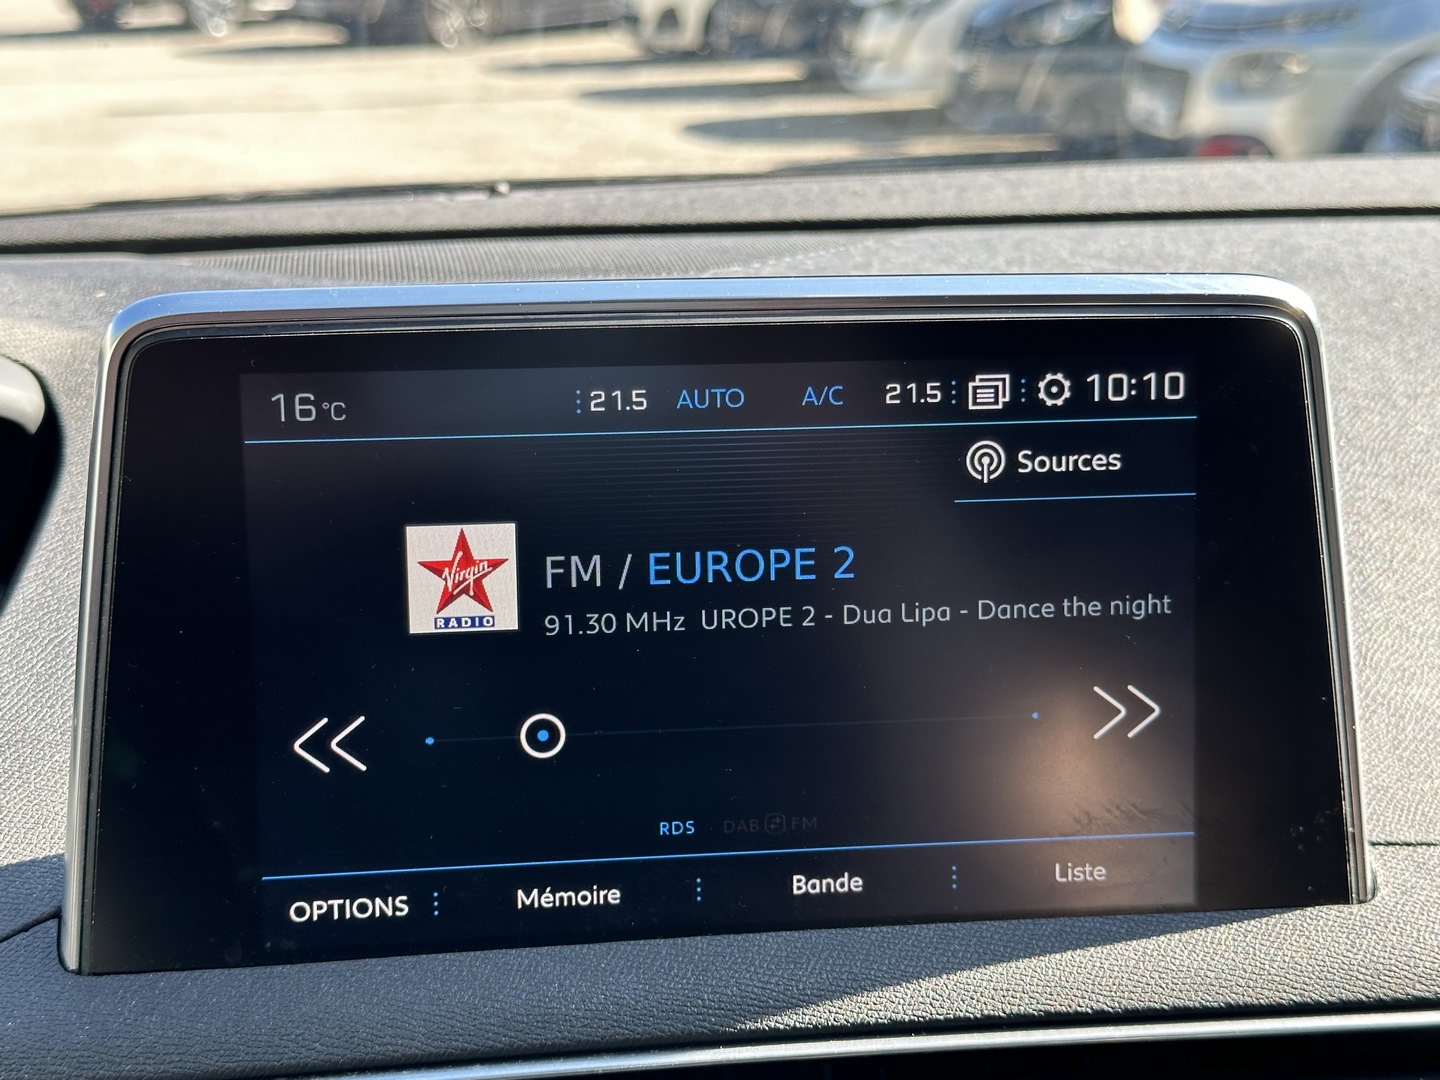 16°C 21.5 AUTO A/C 21.5 10:10
Sources
Virgin
RADIO
FM / EUROPE 2
91.30 MHz UROPE 2 - Dua Lipa - Dance the night
RDS DAB FM
OPTIONS Mémoire Bande Liste